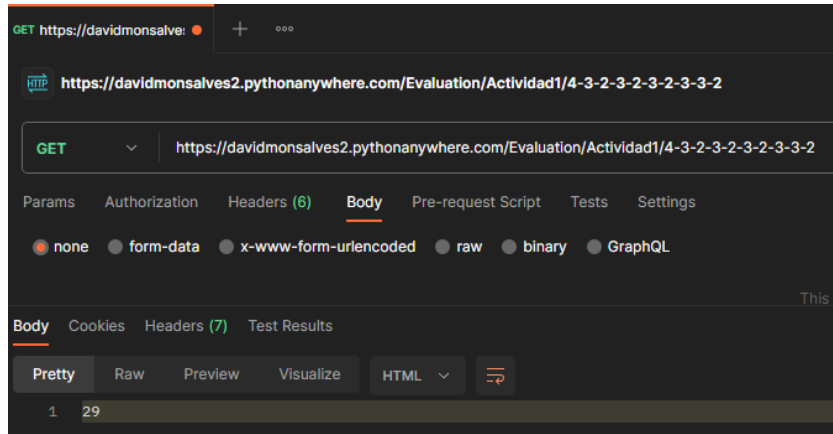 GET https://davidmonsalve:
HTTP https://davidmonsalves2.pythonanywhere.com/Evaluation/Actividad1/4-3-2-3-2-3-2-3-3-2
GET https://davidmonsalves2.pythonanywhere.com/Evaluation/Actividad1/4-3-2-3-2-3-2-3-3-2
Params Authorization Headers (6) Body Pre-request Script Tests Settings
none form-data x-www-form-urlencoded raw binary GraphQL
This
Body Cookies Headers (7) Test Results
Pretty Raw Preview Visualize HTML
1 29